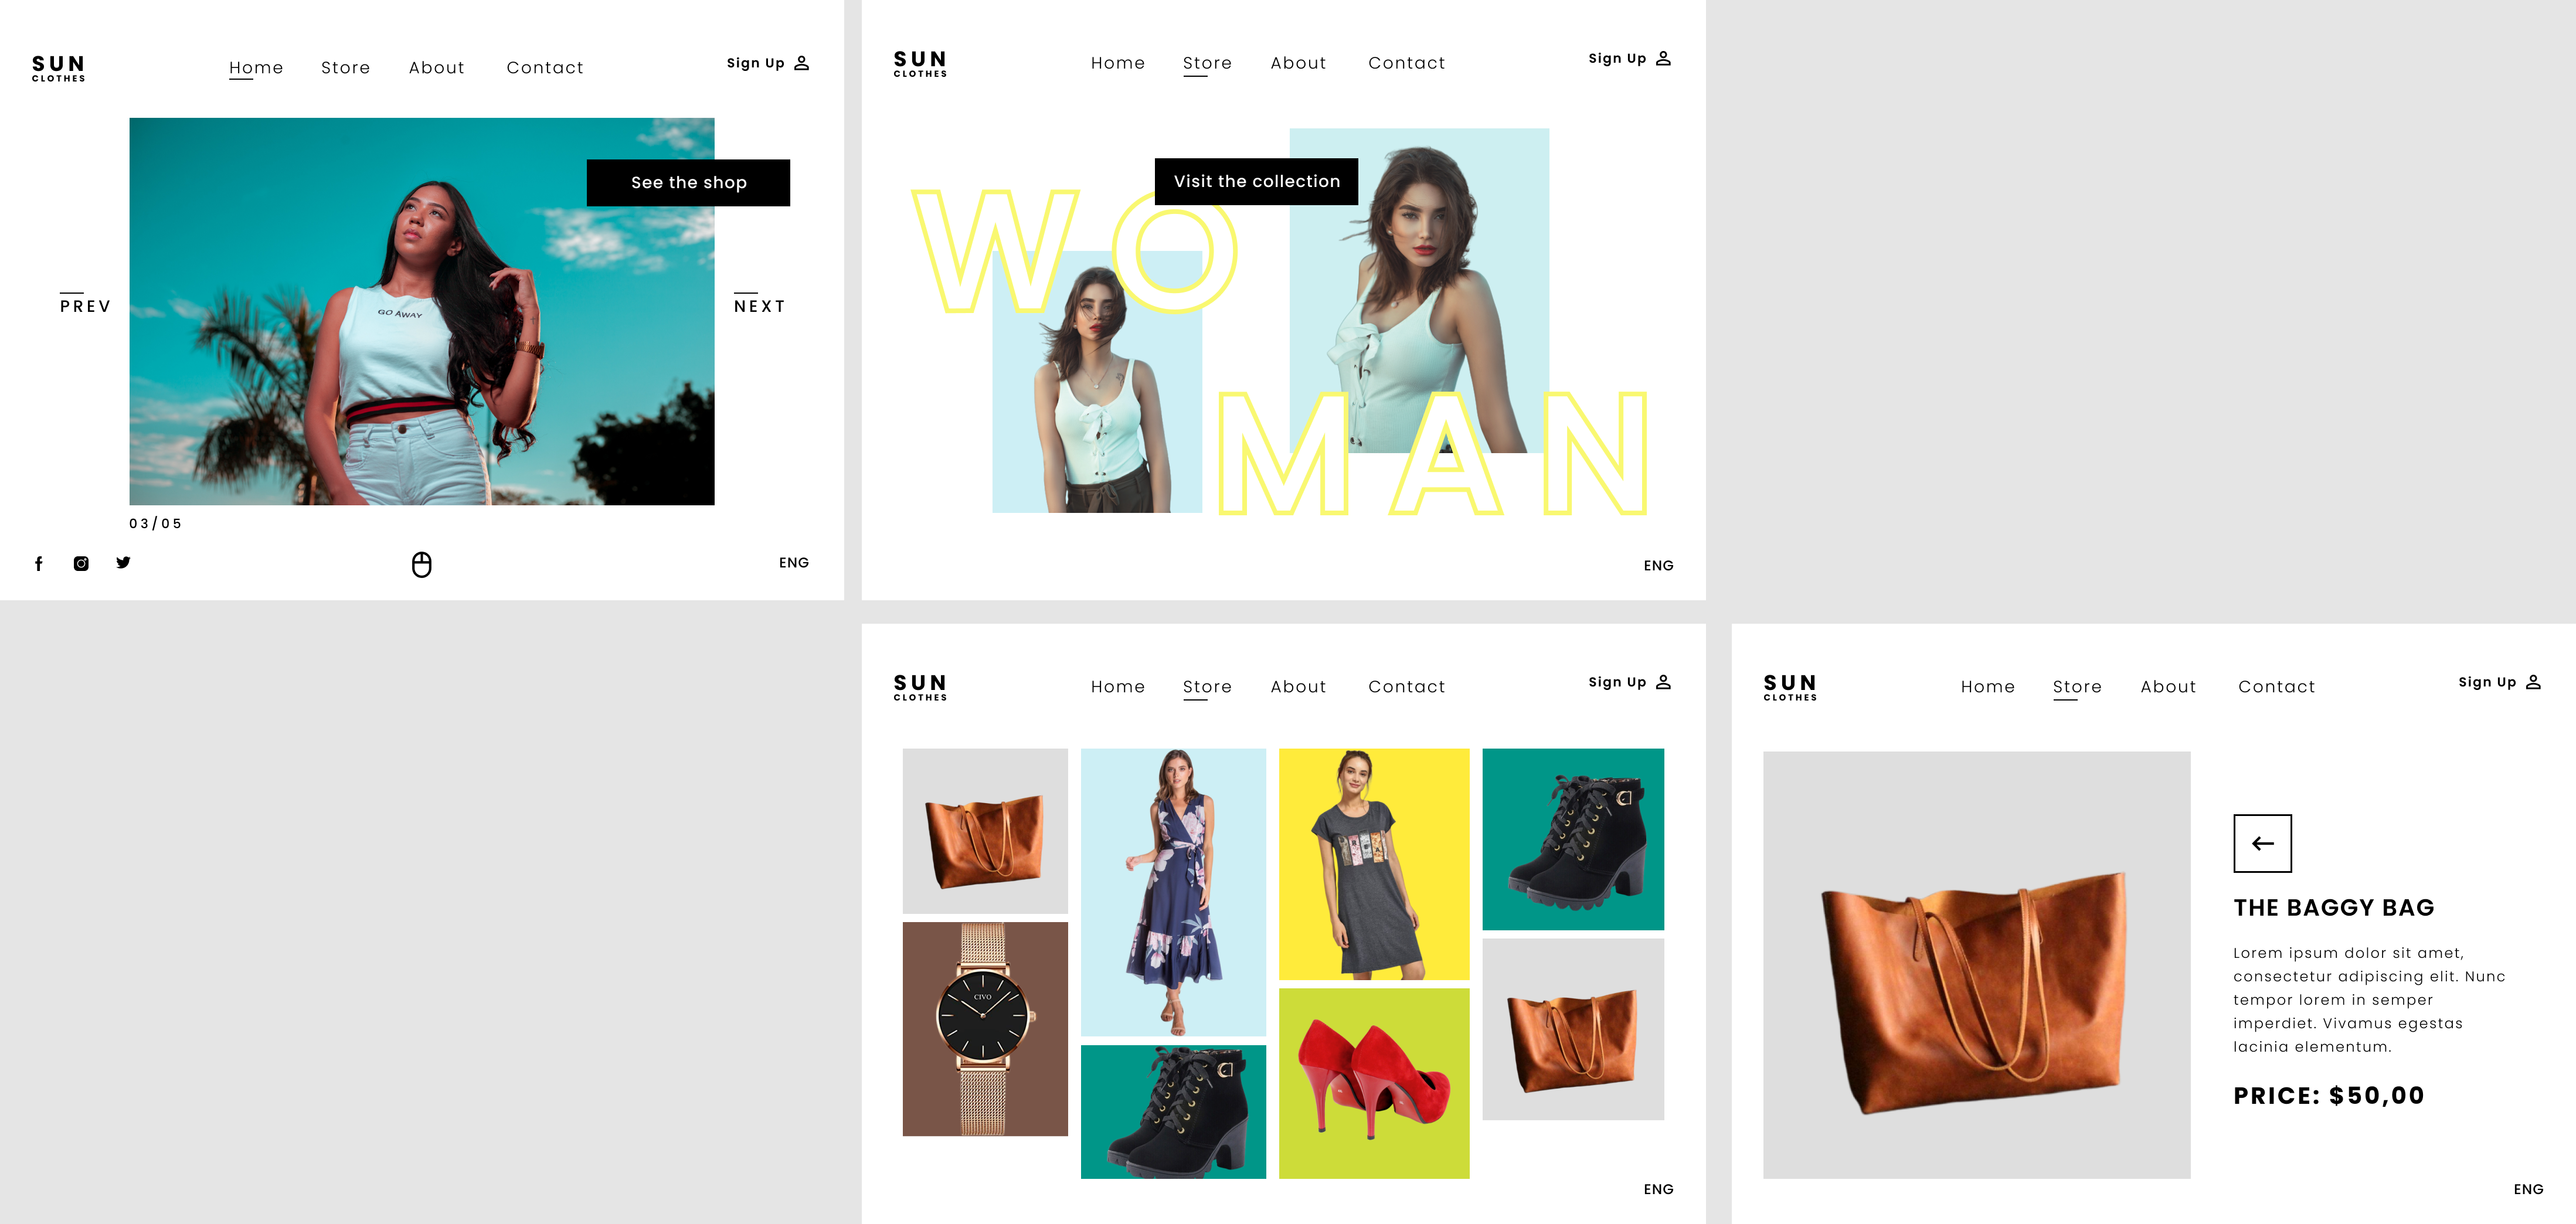 SUN
CLOTHES
Home Store About Contact
Sign Up
See the shop
GO AWAY
PREV
NEXT
03/05
ENG
SUN
CLOTHES
Home Store About Contact
Sign Up
Visit the collection
WO
MAN
ENG
SUN
CLOTHES
Home Store About Contact
Sign Up
CIVO
ENG
SUN
CLOTHES
Home Store About Contact
Sign Up
THE BAGGY BAG
Lorem ipsum dolor sit amet,
consectetur adipiscing elit. Nunc
tempor lorem in semper
imperdiet. Vivamus egestas
lacinia elementum.
PRICE: $50,00
ENG